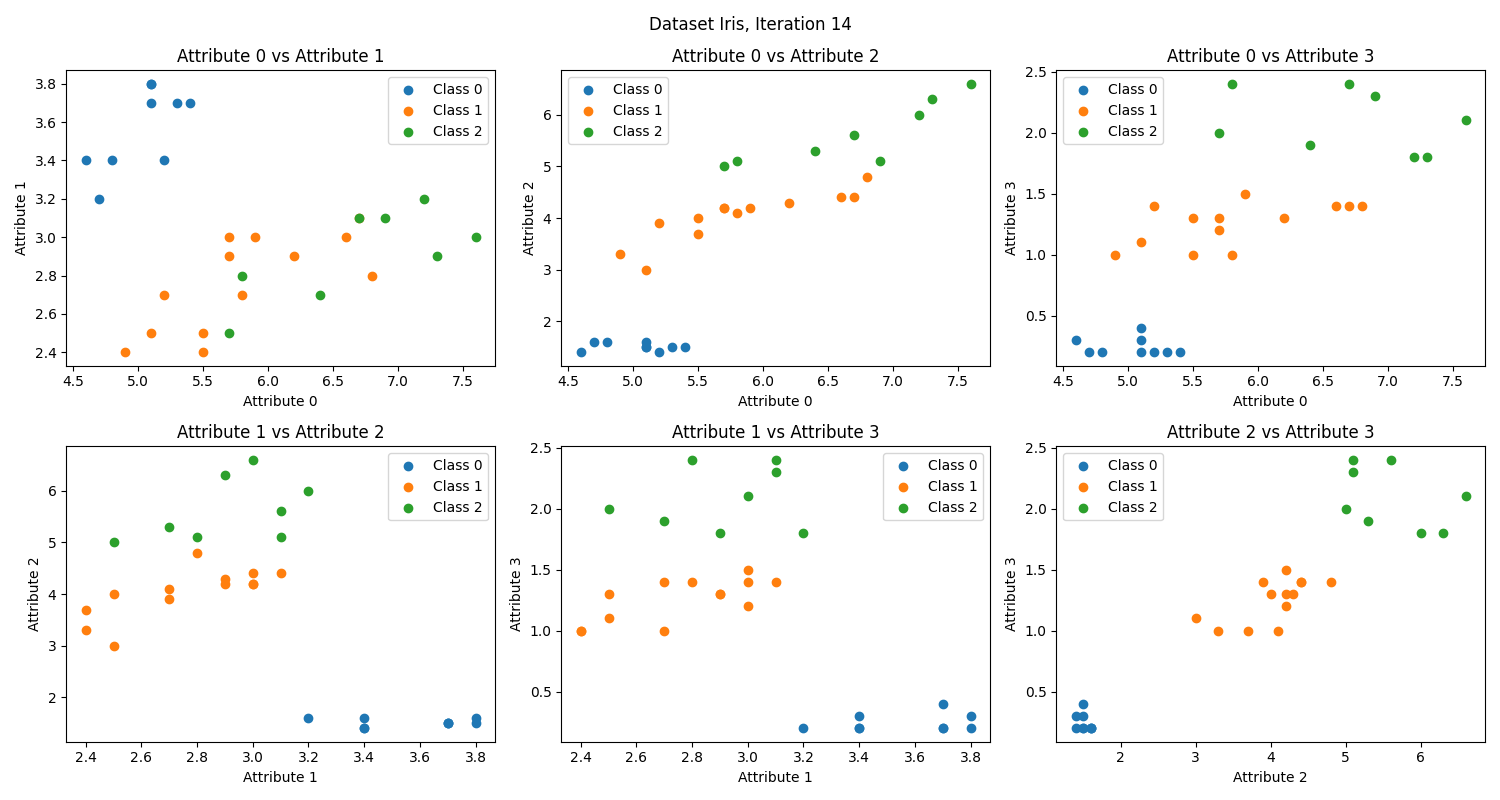 Dataset Iris, Iteration 14
Attribute 0 vs Attribute 1
3.8
3.6
3.4
3.2
3.0
2.8
2.6
2.4
Attribute 1
4.5 5.0 5.5 6.0 6.5 7.0 7.5
Attribute 0
Class 0
Class 1
Class 2
Attribute 0 vs Attribute 2
6
5
4
3
2
Attribute 2
4.5 5.0 5.5 6.0 6.5 7.0 7.5
Attribute 0
Class 0
Class 1
Class 2
Attribute 0 vs Attribute 3
2.5
2.0
1.5
1.0
0.5
Attribute 3
4.5 5.0 5.5 6.0 6.5 7.0 7.5
Attribute 0
Class 0
Class 1
Class 2
Attribute 1 vs Attribute 2
6
5
4
3
2
Attribute 2
2.4 2.6 2.8 3.0 3.2 3.4 3.6 3.8
Attribute 1
Class 0
Class 1
Class 2
Attribute 1 vs Attribute 3
2.5
2.0
1.5
1.0
0.5
Attribute 3
2.4 2.6 2.8 3.0 3.2 3.4 3.6 3.8
Attribute 1
Class 0
Class 1
Class 2
Attribute 2 vs Attribute 3
2.5
2.0
1.5
1.0
0.5
Attribute 3
2 3 4 5 6
Attribute 2
Class 0
Class 1
Class 2